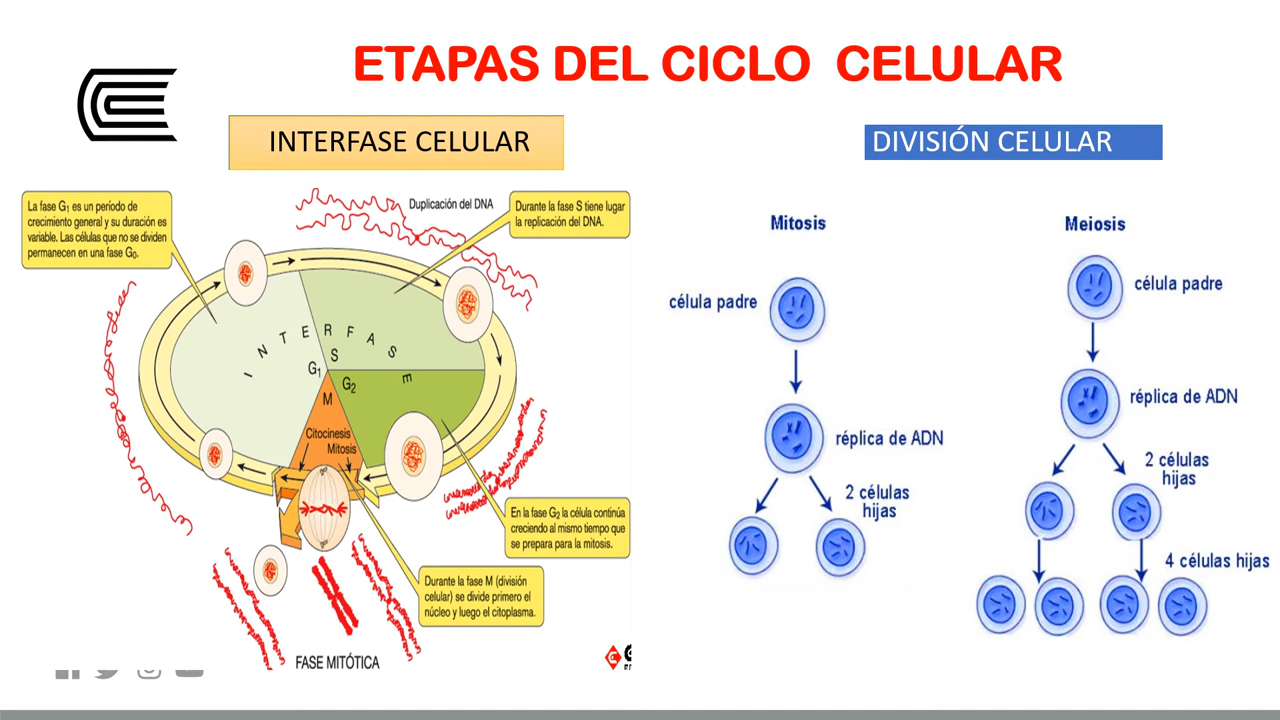 ETAPAS DEL CICLO CELULAR
INTERFASE CELULAR
La fase G₁ es un período de
crecimiento general y su duración es
variable. Las células que no se dividen
permanecen en una fase G₀.
Duplicación del DNA
Durante la fase S tiene lugar
la replicación del DNA.
INTERFASE
S
G₁
G₂
M
Citocinesis
Mitosis
En la fase G₂ la célula continúa
creciendo al mismo tiempo que
se prepara para la mitosis.
Durante la fase M (división
celular) se divide primero el
núcleo y luego el citoplasma.
FASE MITÓTICA
DIVISIÓN CELULAR
Mitosis
célula padre
réplica de ADN
2 células
hijas
Meiosis
célula padre
réplica de ADN
2 células
hijas
4 células hijas